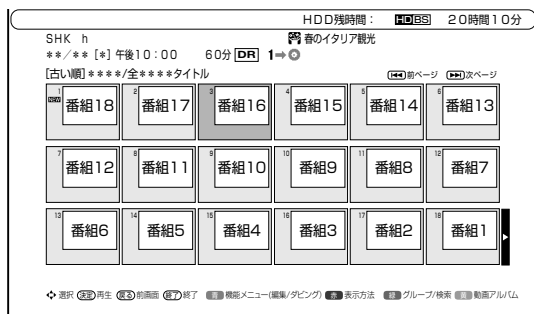 HDD残時間： HD BS 20時間10分
SHK h 春のイタリア観光
＊＊/＊＊ [＊] 午後10：00 60分 DR 1➡
[古い順]＊＊＊＊/全＊＊＊＊タイトル ⏮前ページ ⏭次ページ
NEW 1 番組18 2 番組17 3 番組16 4 番組15 5 番組14 6 番組13
7 番組12 8 番組11 9 番組10 10 番組9 11 番組8 12 番組7
13 番組6 14 番組5 15 番組4 16 番組3 17 番組2 18 番組1
選択 決定 再生 戻る 前画面 終了 終了 青 機能メニュー(編集/ダビング) 赤 表示方法 緑 グループ/検索 黄 動画アルバム